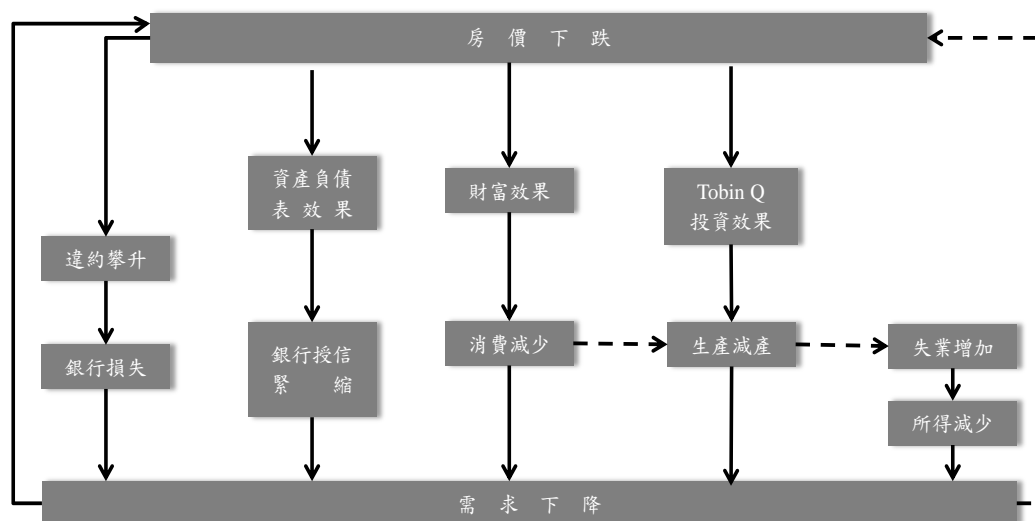 房價下跌
資產負債
表效果
財富效果
Tobin Q
投資效果
違約攀升
銀行損失
銀行授信
緊縮
消費減少
生產減產
失業增加
所得減少
需求下降